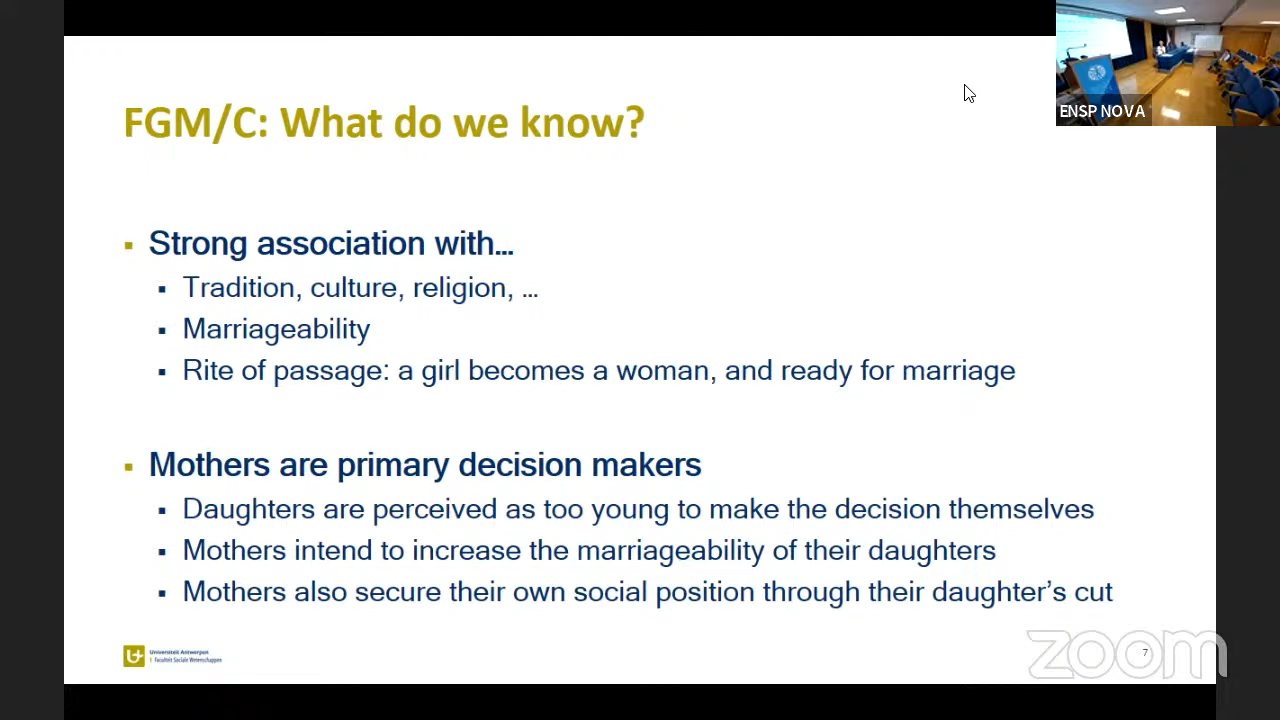 FGM/C: What do we know?
ENSP NOVA
▪ Strong association with...
▪ Tradition, culture, religion, ...
▪ Marriageability
▪ Rite of passage: a girl becomes a woman, and ready for marriage
▪ Mothers are primary decision makers
▪ Daughters are perceived as too young to make the decision themselves
▪ Mothers intend to increase the marriageability of their daughters
▪ Mothers also secure their own social position through their daughter's cut
Universiteit Antwerpen
| Faculteit Sociale Wetenschappen
zoom
7